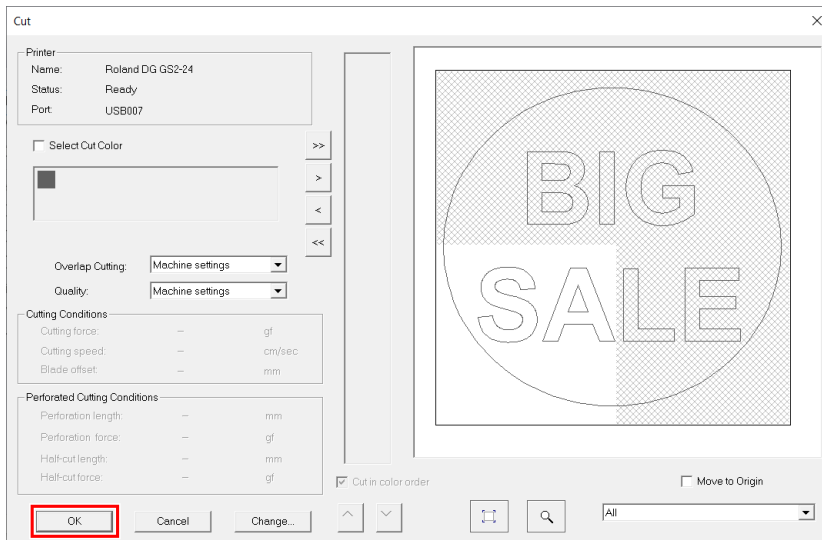 Cut
Printer
Name: Roland DG GS2-24
Status: Ready
Port: USB007
Select Cut Color
>>
>
<
<<
Overlap Cutting: Machine settings
Quality: Machine settings
Cutting Conditions
Cutting force: -- gf
Cutting speed: -- cm/sec
Blade offset: -- mm
Perforated Cutting Conditions
Perforation length: -- mm
Perforation force: -- gf
Half-cut length: -- mm
Half-cut force: -- gf
OK Cancel Change...
BIG
SALE
Cut in color order
Move to Origin
All